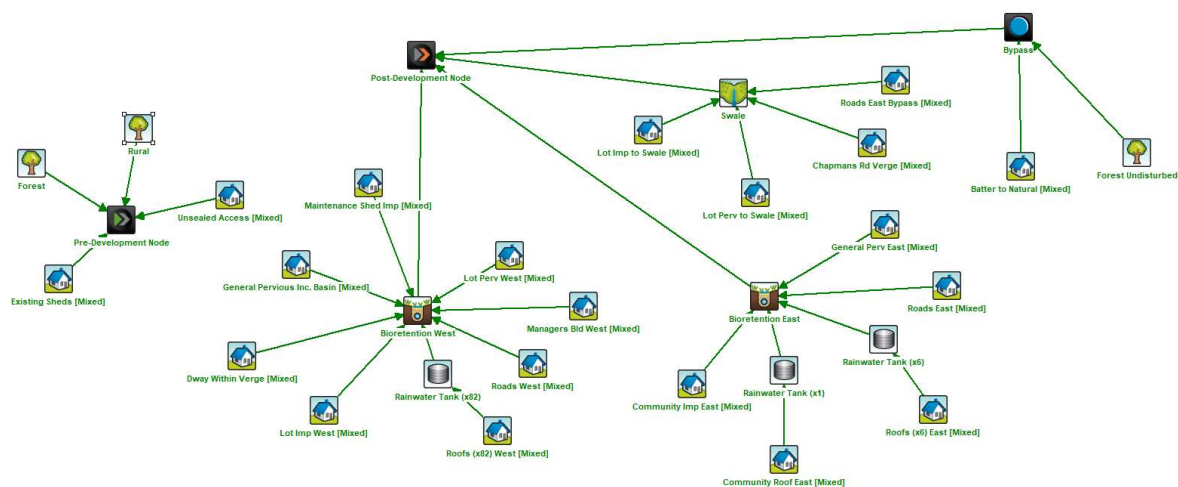 Bypass
Post-Development Node
Roads East Bypass [Mixed]
Swale
Rural
Lot Imp to Swale [Mixed]
Chapmans Rd Verge [Mixed]
Forest
Batter to Natural [Mixed]
Forest Undisturbed
Maintenance Shed Imp [Mixed]
Unsealed Access [Mixed]
Lot Perv to Swale [Mixed]
Pre-Development Node
General Perv East [Mixed]
Lot Perv West [Mixed]
General Pervious Inc. Basin [Mixed]
Existing Sheds [Mixed]
Roads East [Mixed]
Bioretention East
Bioretention West
Managers Bld West [Mixed]
Rainwater Tank (x6)
Dway Within Verge [Mixed]
Roads West [Mixed]
Rainwater Tank (x1)
Rainwater Tank (x82)
Community Imp East [Mixed]
Lot Imp West [Mixed]
Roofs (x6) East [Mixed]
Roofs (x82) West [Mixed]
Community Roof East [Mixed]